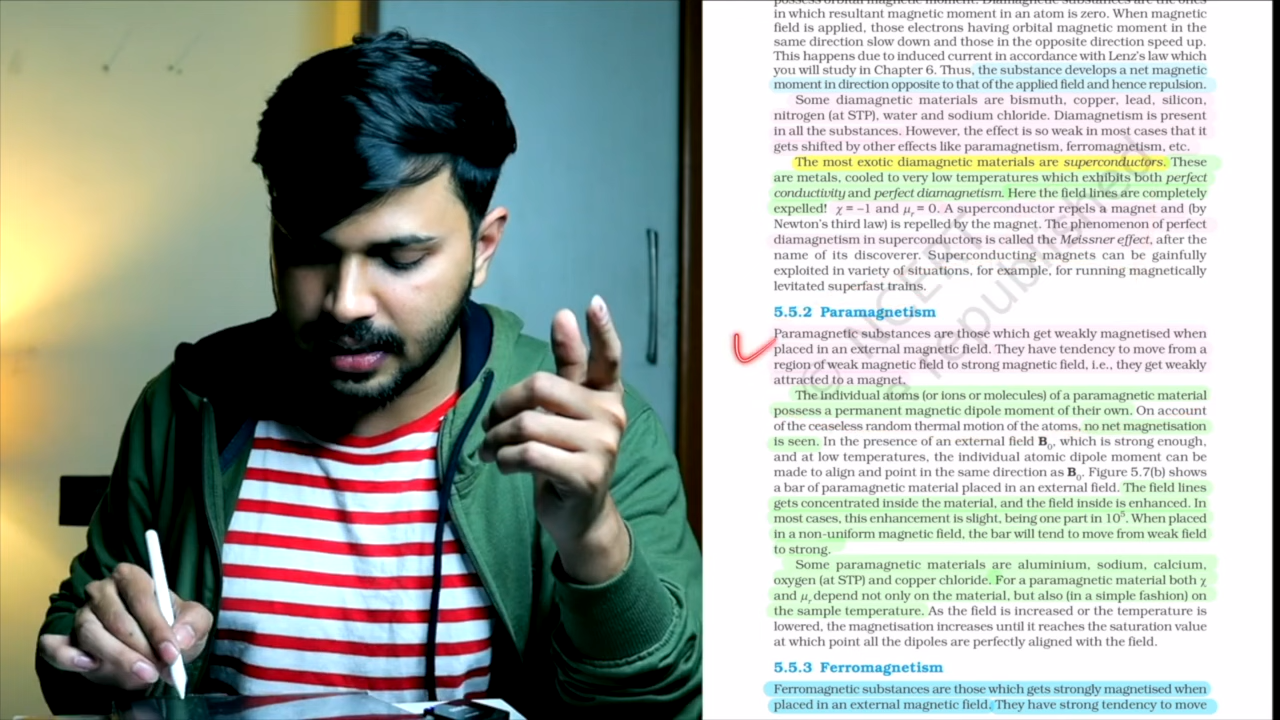 possess orbital magnetic moment. Diamagnetic substances are the ones
in which resultant magnetic moment in an atom is zero. When magnetic
field is applied, those electrons having orbital magnetic moment in the
same direction slow down and those in the opposite direction speed up.
This happens due to induced current in accordance with Lenz's law which
you will study in Chapter 6. Thus, the substance develops a net magnetic
moment in direction opposite to that of the applied field and hence repulsion.
Some diamagnetic materials are bismuth, copper, lead, silicon,
nitrogen (at STP), water and sodium chloride. Diamagnetism is present
in all the substances. However, the effect is so weak in most cases that it
gets shifted by other effects like paramagnetism, ferromagnetism, etc.
The most exotic diamagnetic materials are superconductors. These
are metals, cooled to very low temperatures which exhibits both perfect
conductivity and perfect diamagnetism. Here the field lines are completely
expelled! χ = −1 and μr = 0. A superconductor repels a magnet and (by
Newton's third law) is repelled by the magnet. The phenomenon of perfect
diamagnetism in superconductors is called the Meissner effect, after the
name of its discoverer. Superconducting magnets can be gainfully
exploited in variety of situations, for example, for running magnetically
levitated superfast trains.
5.5.2 Paramagnetism
Paramagnetic substances are those which get weakly magnetised when
placed in an external magnetic field. They have tendency to move from a
region of weak magnetic field to strong magnetic field, i.e., they get weakly
attracted to a magnet.
The individual atoms (or ions or molecules) of a paramagnetic material
possess a permanent magnetic dipole moment of their own. On account
of the ceaseless random thermal motion of the atoms, no net magnetisation
is seen. In the presence of an external field B₀, which is strong enough,
and at low temperatures, the individual atomic dipole moment can be
made to align and point in the same direction as B₀. Figure 5.7(b) shows
a bar of paramagnetic material placed in an external field. The field lines
gets concentrated inside the material, and the field inside is enhanced. In
most cases, this enhancement is slight, being one part in 10⁵. When placed
in a non-uniform magnetic field, the bar will tend to move from weak field
to strong.
Some paramagnetic materials are aluminium, sodium, calcium,
oxygen (at STP) and copper chloride. For a paramagnetic material both χ
and μr depend not only on the material, but also (in a simple fashion) on
the sample temperature. As the field is increased or the temperature is
lowered, the magnetisation increases until it reaches the saturation value
at which point all the dipoles are perfectly aligned with the field.
5.5.3 Ferromagnetism
Ferromagnetic substances are those which gets strongly magnetised when
placed in an external magnetic field. They have strong tendency to move
© NCERT
republished